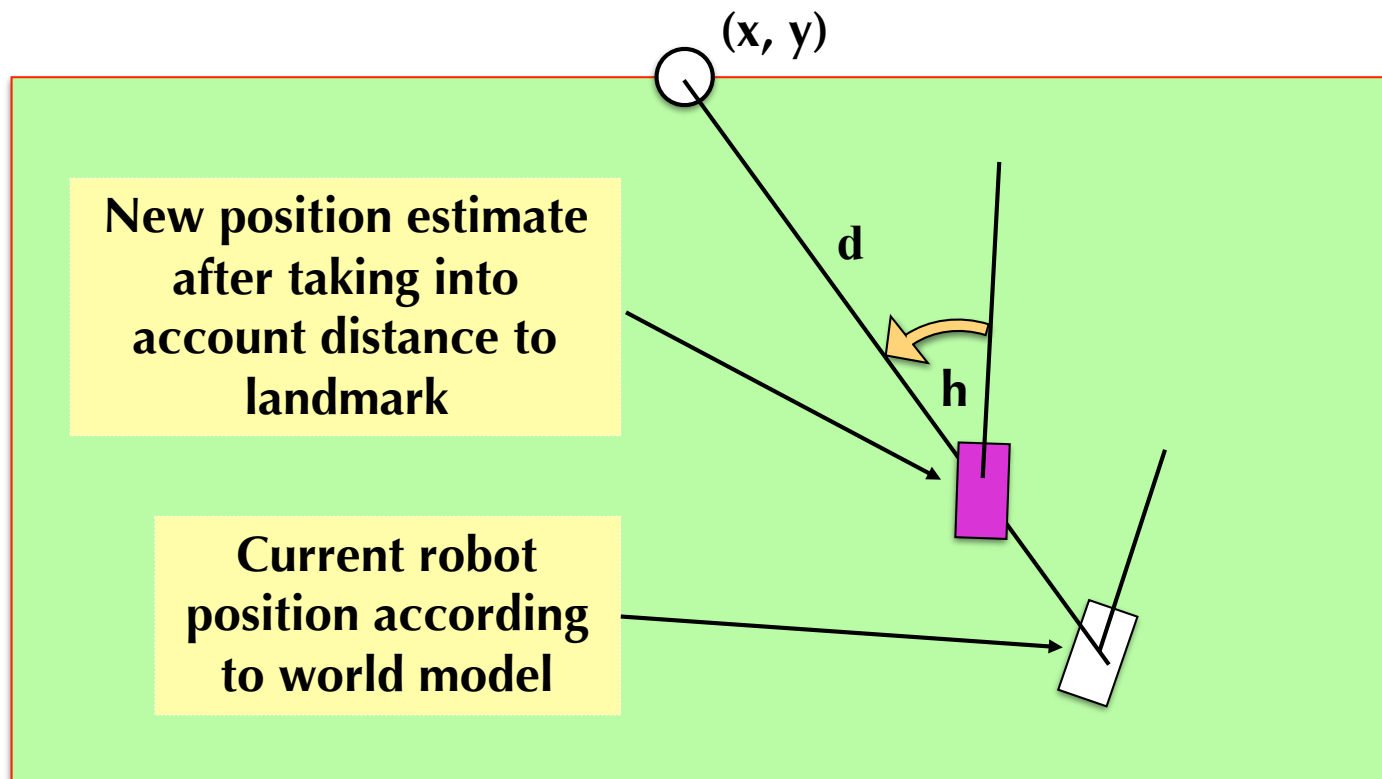 (x, y)
New position estimate
after taking into
account distance to
landmark
d
h
Current robot
position according
to world model